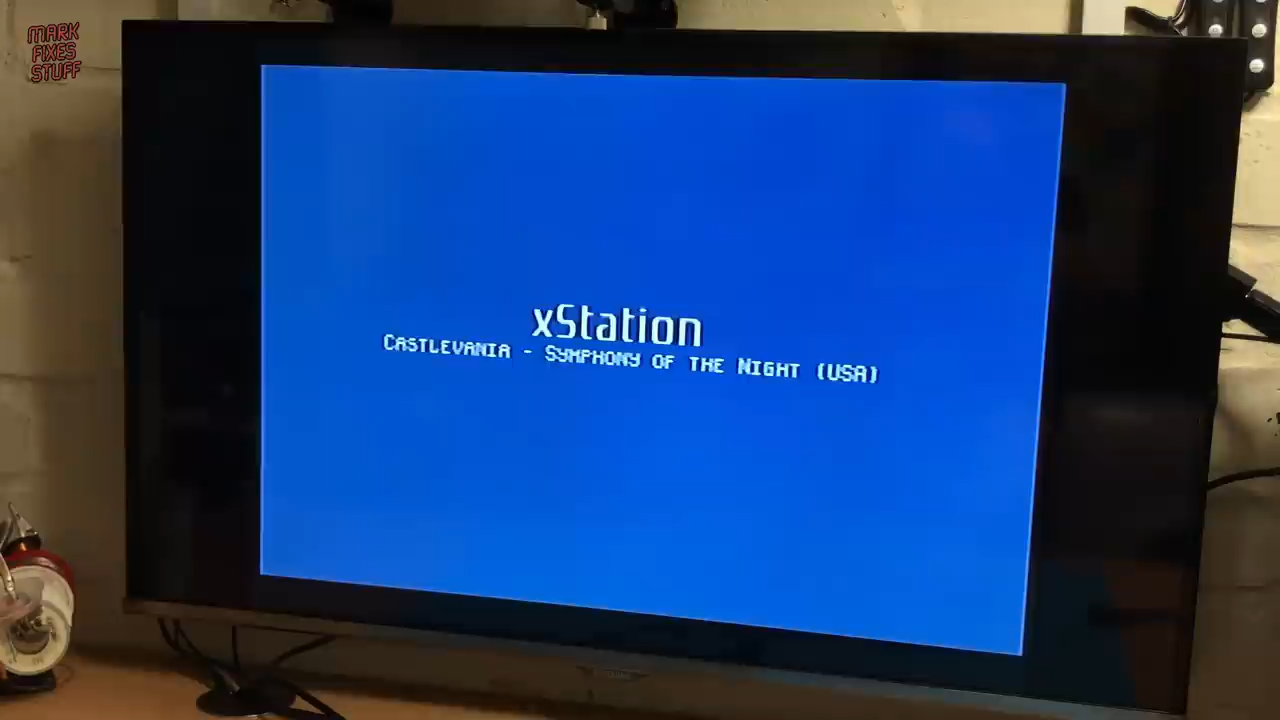 MARK
FIXES
STUFF
xStation
Castlevania - Symphony of the Night (USA)